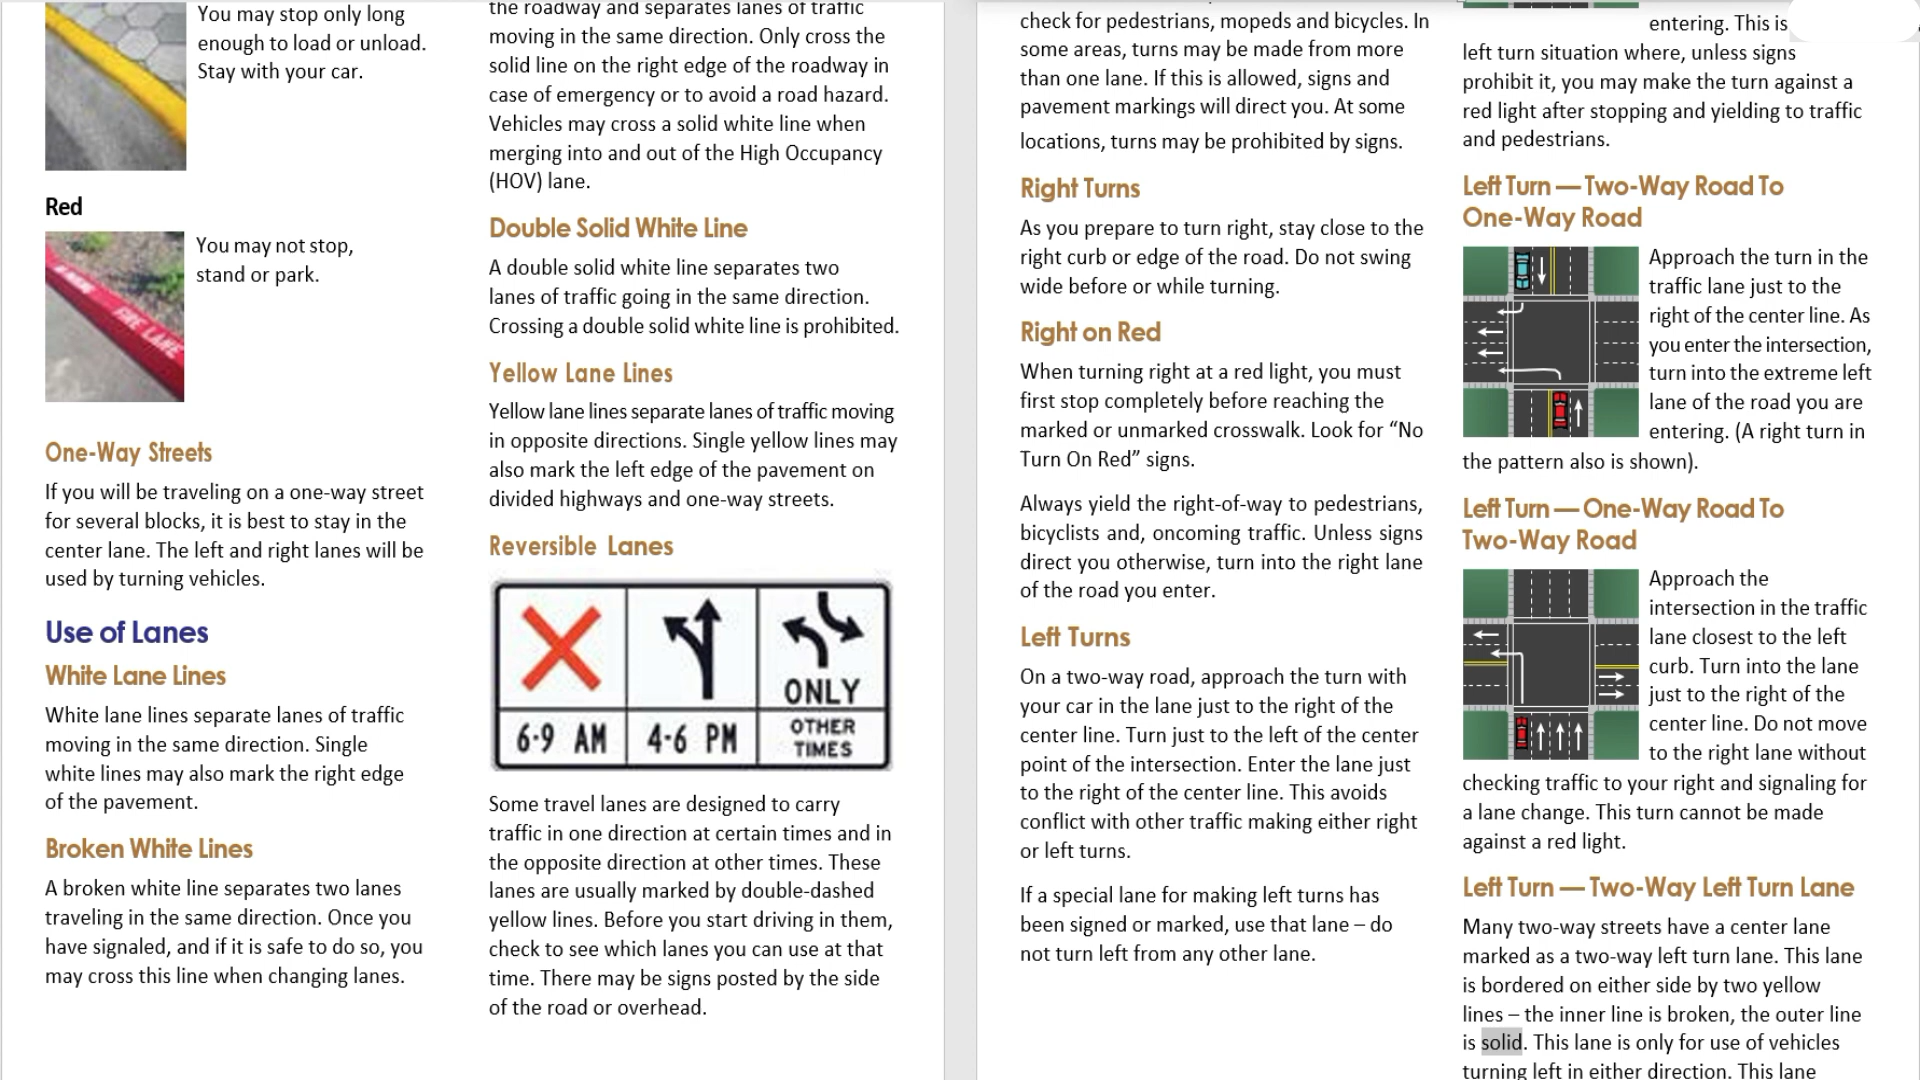 You may stop only long
enough to load or unload.
Stay with your car.
Red
You may not stop,
stand or park.
FIRE LANE
One-Way Streets
If you will be traveling on a one-way street
for several blocks, it is best to stay in the
center lane. The left and right lanes will be
used by turning vehicles.
Use of Lanes
White Lane Lines
White lane lines separate lanes of traffic
moving in the same direction. Single
white lines may also mark the right edge
of the pavement.
Broken White Lines
A broken white line separates two lanes
traveling in the same direction. Once you
have signaled, and if it is safe to do so, you
may cross this line when changing lanes.
the roadway and separates lanes of traffic
moving in the same direction. Only cross the
solid line on the right edge of the roadway in
case of emergency or to avoid a road hazard.
Vehicles may cross a solid white line when
merging into and out of the High Occupancy
(HOV) lane.
Double Solid White Line
A double solid white line separates two
lanes of traffic going in the same direction.
Crossing a double solid white line is prohibited.
Yellow Lane Lines
Yellow lane lines separate lanes of traffic moving
in opposite directions. Single yellow lines may
also mark the left edge of the pavement on
divided highways and one-way streets.
Reversible Lanes
ONLY
6-9 AM
4-6 PM
OTHER
TIMES
Some travel lanes are designed to carry
traffic in one direction at certain times and in
the opposite direction at other times. These
lanes are usually marked by double-dashed
yellow lines. Before you start driving in them,
check to see which lanes you can use at that
time. There may be signs posted by the side
of the road or overhead.
check for pedestrians, mopeds and bicycles. In
some areas, turns may be made from more
than one lane. If this is allowed, signs and
pavement markings will direct you. At some
locations, turns may be prohibited by signs.
Right Turns
As you prepare to turn right, stay close to the
right curb or edge of the road. Do not swing
wide before or while turning.
Right on Red
When turning right at a red light, you must
first stop completely before reaching the
marked or unmarked crosswalk. Look for “No
Turn On Red” signs.
Always yield the right-of-way to pedestrians,
bicyclists and, oncoming traffic. Unless signs
direct you otherwise, turn into the right lane
of the road you enter.
Left Turns
On a two-way road, approach the turn with
your car in the lane just to the right of the
center line. Turn just to the left of the center
point of the intersection. Enter the lane just
to the right of the center line. This avoids
conflict with other traffic making either right
or left turns.
If a special lane for making left turns has
been signed or marked, use that lane – do
not turn left from any other lane.
entering. This is
left turn situation where, unless signs
prohibit it, you may make the turn against a
red light after stopping and yielding to traffic
and pedestrians.
Left Turn — Two-Way Road To
One-Way Road
Approach the turn in the
traffic lane just to the
right of the center line. As
you enter the intersection,
turn into the extreme left
lane of the road you are
entering. (A right turn in
the pattern also is shown).
Left Turn — One-Way Road To
Two-Way Road
Approach the
intersection in the traffic
lane closest to the left
curb. Turn into the lane
just to the right of the
center line. Do not move
to the right lane without
checking traffic to your right and signaling for
a lane change. This turn cannot be made
against a red light.
Left Turn — Two-Way Left Turn Lane
Many two-way streets have a center lane
marked as a two-way left turn lane. This lane
is bordered on either side by two yellow
lines – the inner line is broken, the outer line
is solid. This lane is only for use of vehicles
turning left in either direction. This lane